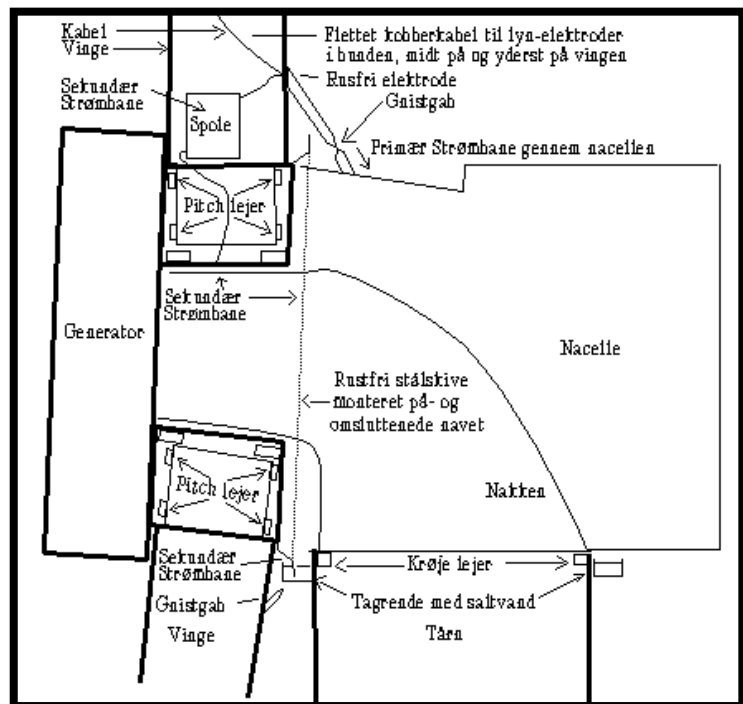 Kabel
Vinge
Flettet kobberkabel til lyn-elektroder
i bunden, midt på og yderst på vingen
Rusfri elektrode
Gnistgab
Sekundær
Strømbane
Spole
Primær Strømbane gennem nacellen
Pitch lejer
Sekundær
Strømbane
Generator
Nacelle
Rustfri stålskive
monteret på- og
omsluttenede navet
Pitch lejer
Nakken
Sekundær
Strømbane
Krøje lejer
Gnistgab
Tagrende med saltvand
Vinge
Tårn